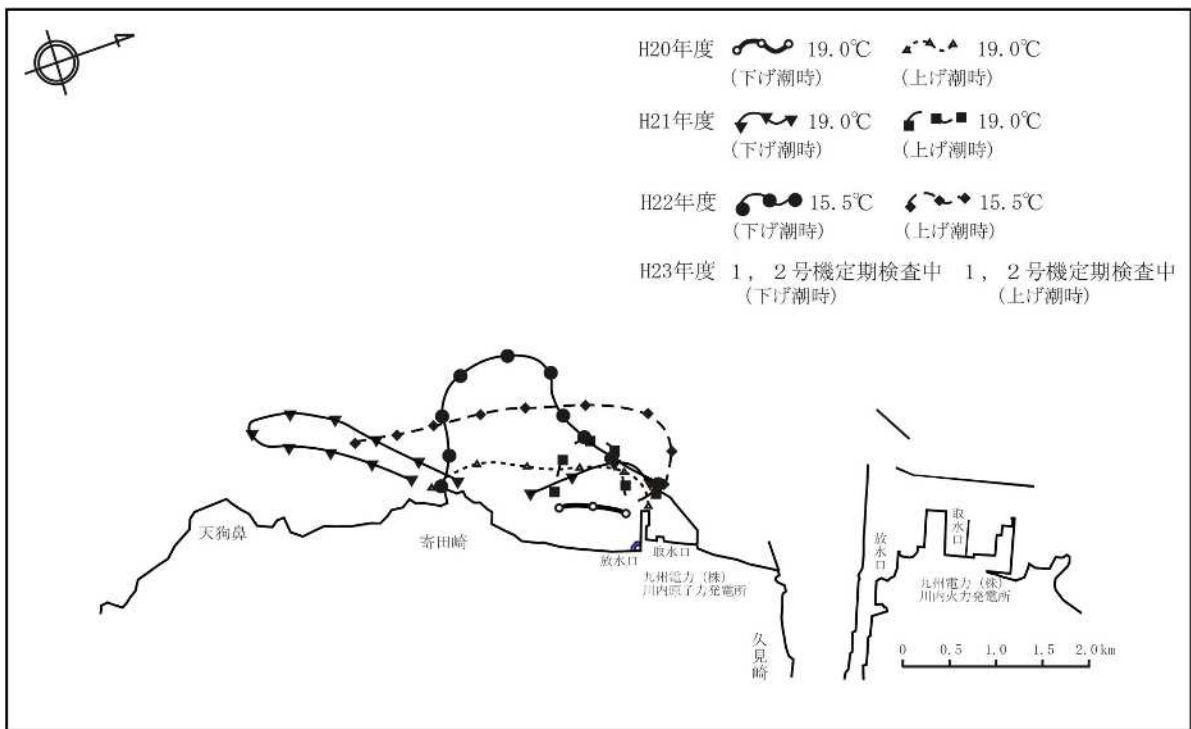 H20年度 19.0℃ 19.0℃
(下げ潮時) (上げ潮時)
H21年度 19.0℃ 19.0℃
(下げ潮時) (上げ潮時)
H22年度 15.5℃ 15.5℃
(下げ潮時) (上げ潮時)
H23年度 1，2号機定期検査中 1，2号機定期検査中
(下げ潮時) (上げ潮時)
天狗鼻
寄田崎
放水口
取水口
九州電力（株）
川内原子力発電所
久見崎
放水口
取水口
九州電力（株）
川内火力発電所
0 0.5 1.0 1.5 2.0km